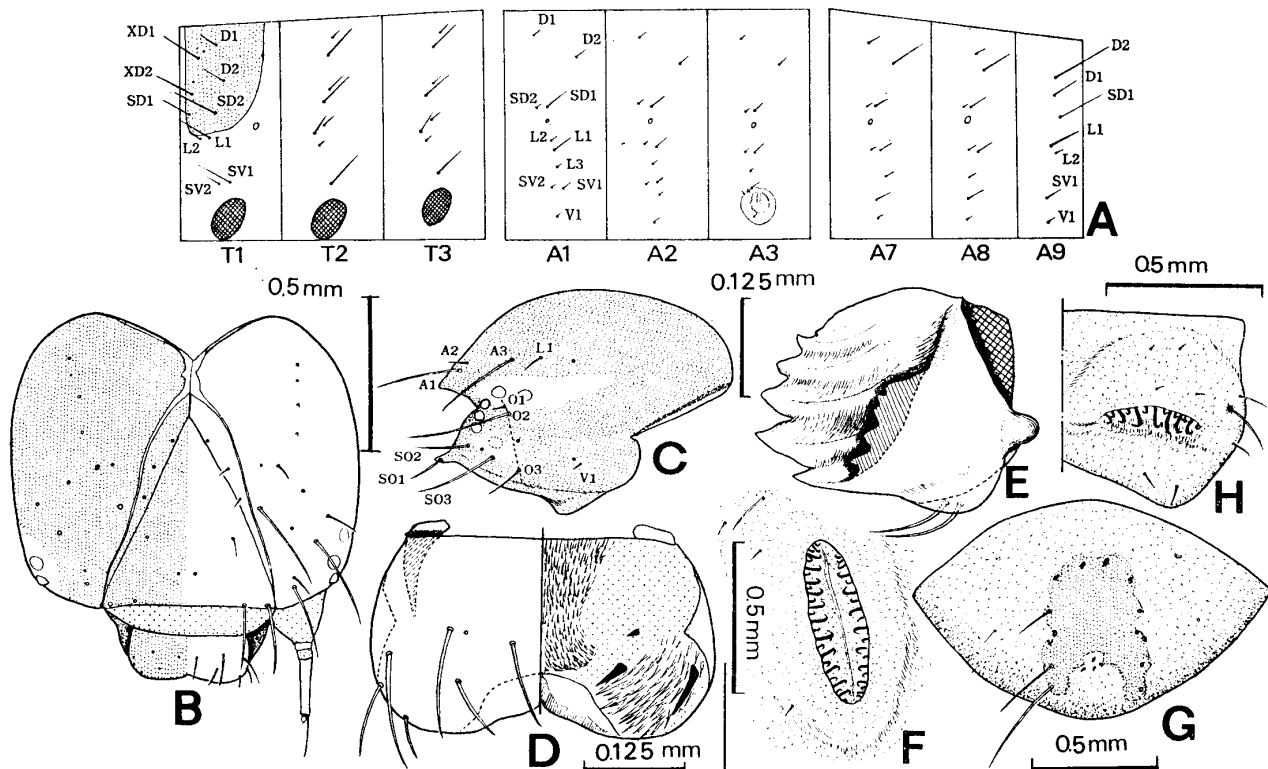 XD1
D1
D2
XD2
SD1
SD2
L2
L1
SV2
SV1
D1
D2
SD2
SD1
L2
L1
L3
SV2
SV1
V1
D2
D1
SD1
L1
L2
SV1
V1
A
T1
T2
T3
A1
A2
A3
A7
A8
A9
0.5 mm
0.125 mm
0.5 mm
A2
A3
L1
A1
O1
O2
SO2
SO1
SO3
O3
V1
C
E
H
B
D
0.125 mm
0.5 mm
F
G
0.5mm